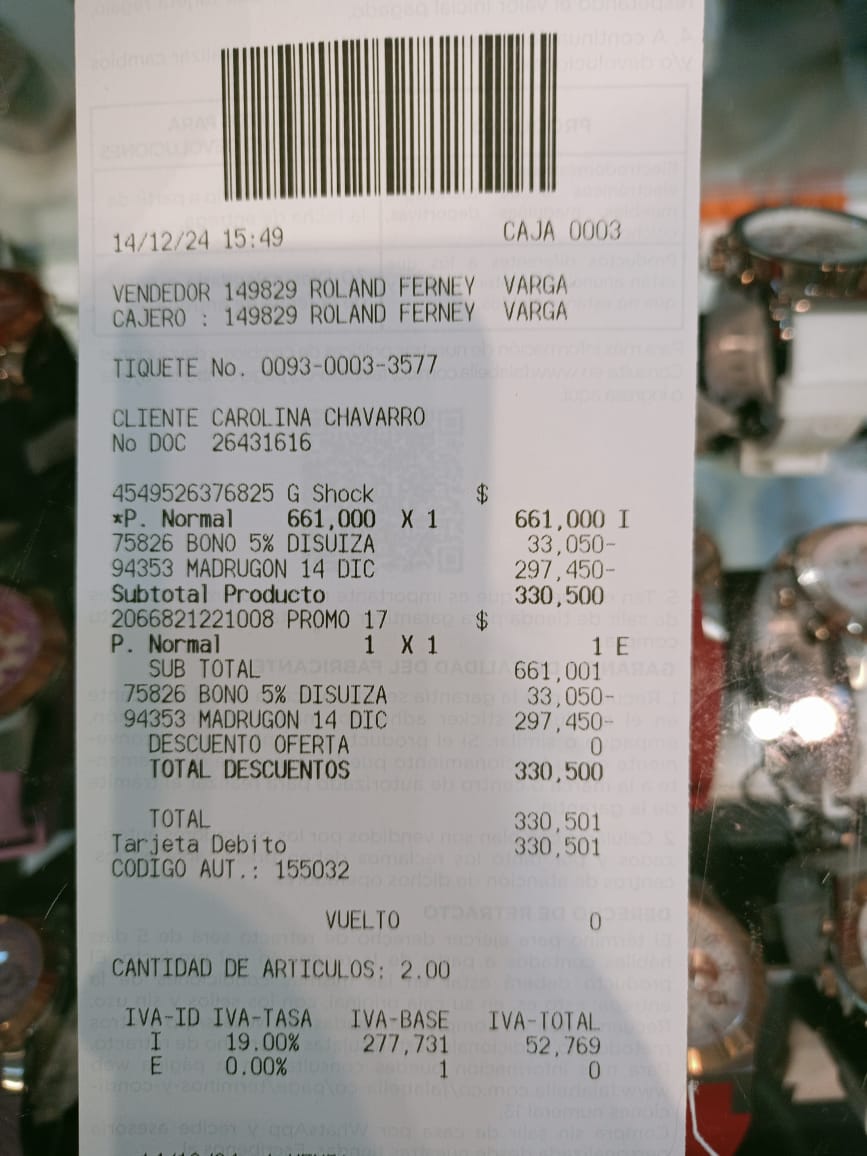 14/12/24 15:49 CAJA 0003
VENDEDOR 149829 ROLAND FERNEY VARGA
CAJERO : 149829 ROLAND FERNEY VARGA
TIQUETE No. 0093-0003-3577
CLIENTE CAROLINA CHAVARRO
No DOC 26431616
4549526376825 G Shock $
*P. Normal 661,000 X 1 661,000 I
75826 BONO 5% DISUIZA 33,050-
94353 MADRUGON 14 DIC 297,450-
Subtotal Producto 330,500
2066821221008 PROMO 17 $
P. Normal 1 X 1 1 E
SUB TOTAL 661,001
75826 BONO 5% DISUIZA 33,050-
94353 MADRUGON 14 DIC 297,450-
DESCUENTO OFERTA 0
TOTAL DESCUENTOS 330,500
TOTAL 330,501
Tarjeta Debito 330,501
CODIGO AUT.: 155032
VUELTO 0
CANTIDAD DE ARTICULOS: 2.00
IVA-ID IVA-TASA IVA-BASE IVA-TOTAL
I 19.00% 277,731 52,769
E 0.00% 1 0